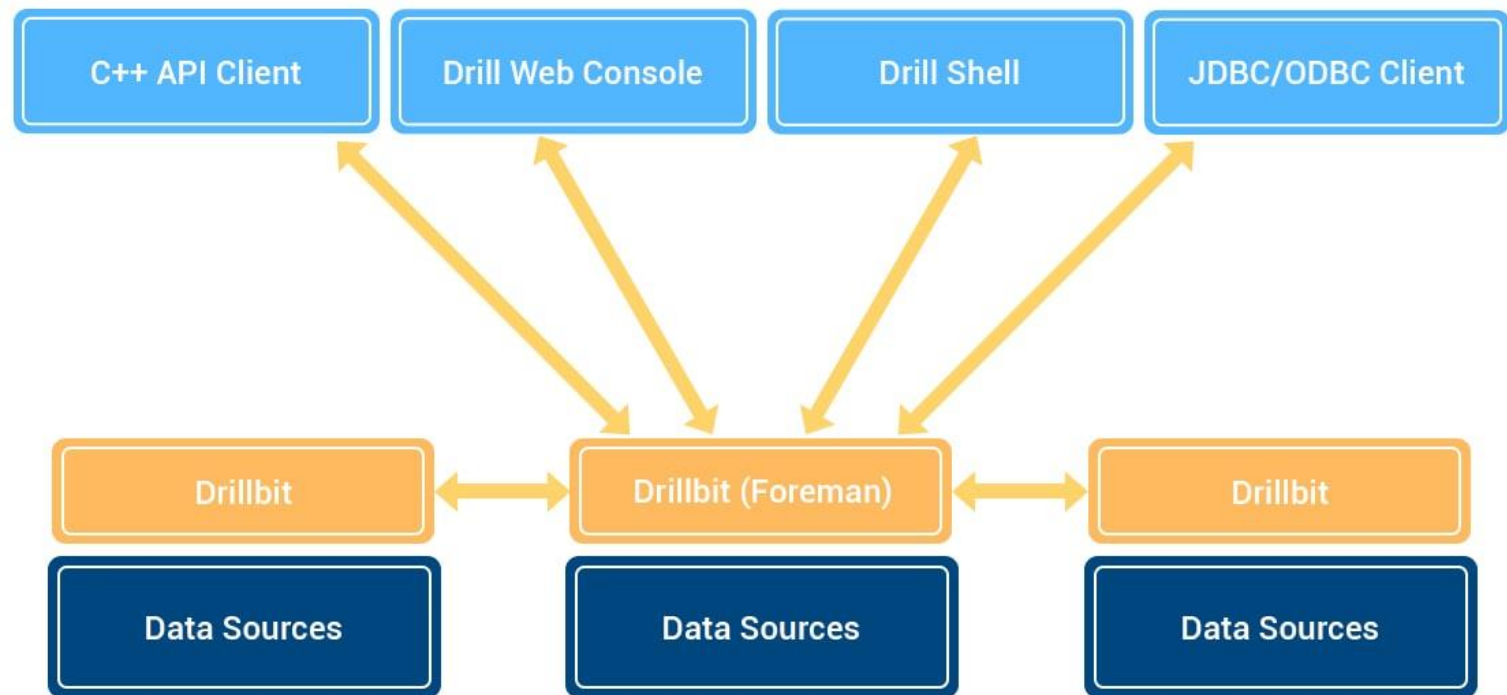 C++ API Client
Drill Web Console
Drill Shell
JDBC/ODBC Client
Drillbit
Drillbit (Foreman)
Drillbit
Data Sources
Data Sources
Data Sources